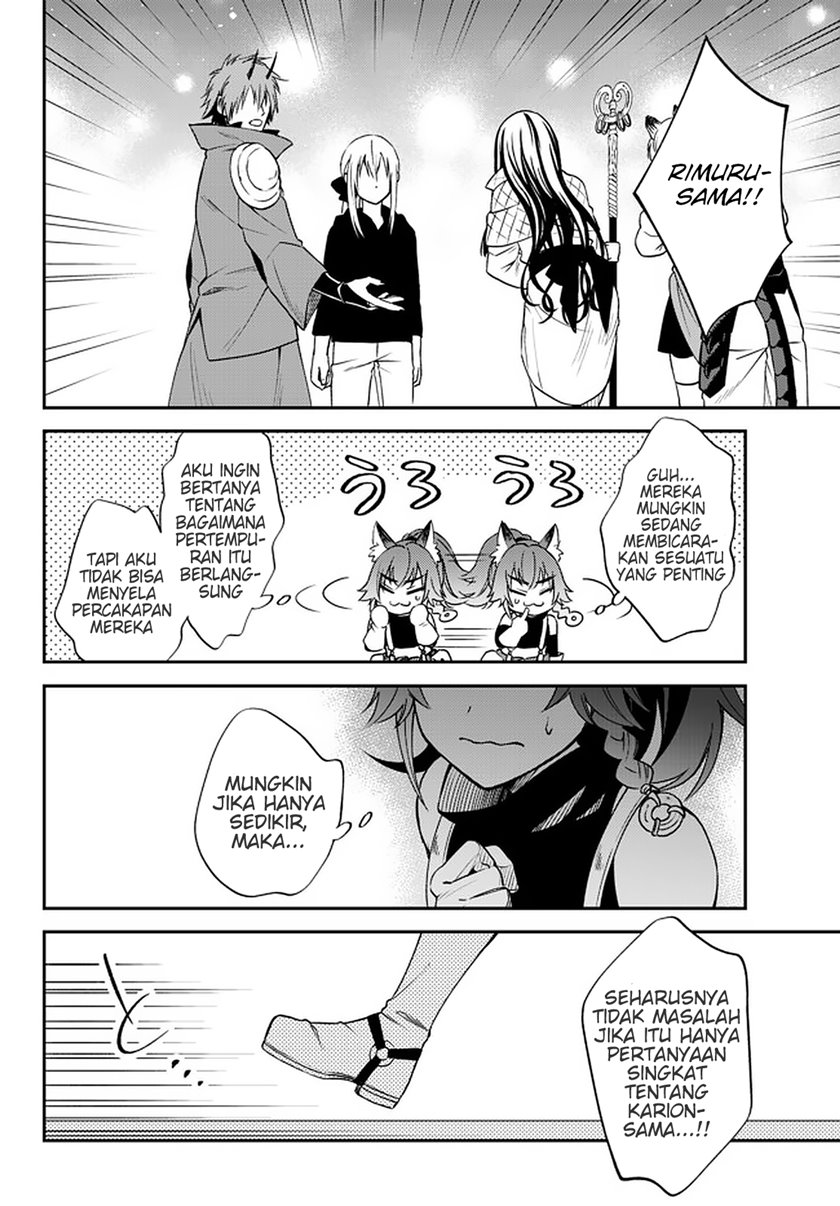 RIMURU-
SAMA!!
GUH...
MEREKA
MUNGKIN
SEDANG
MEMBICARA-
KAN SESUATU
YANG PENTING
うろ
うろ
AKU INGIN
BERTANYA
TENTANG
BAGAIMANA
PERTEMPU-
RAN ITU
BERLANG-
SUNG
TAPI AKU
TIDAK BISA
MENYELA
PERCAKAPAN
MEREKA
MUNGKIN
JIKA HANYA
SEDIKIR,
MAKA...
SEHARUSNYA
TIDAK MASALAH
JIKA ITU HANYA
PERTANYAAN
SINGKAT
TENTANG
KARION-
SAMA...!!
と...